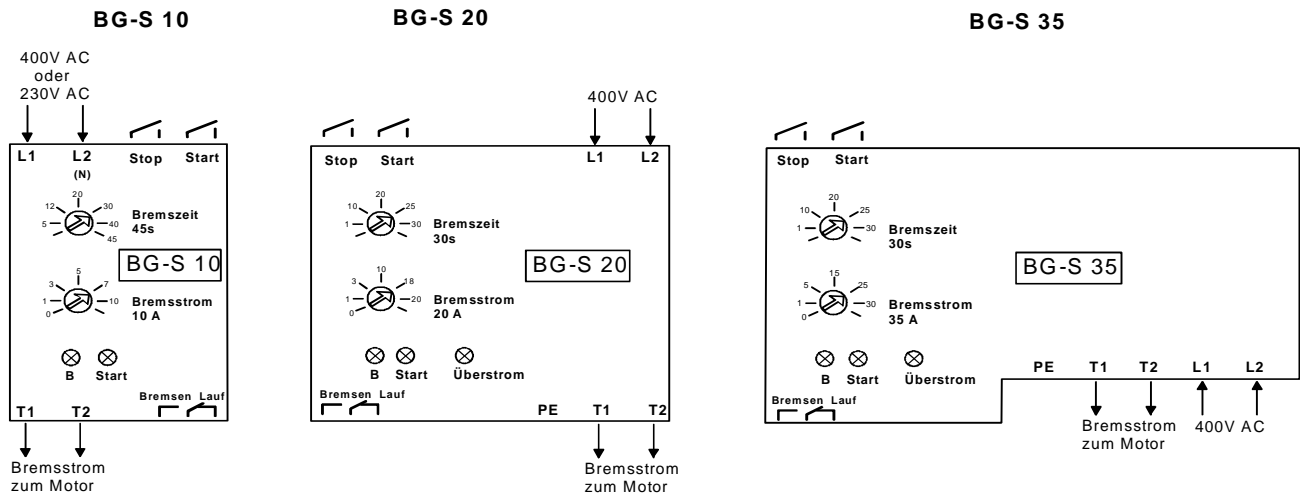 BG-S 10
400V AC
oder
230V AC
L1 L2 Stop Start
(N)
5 12 20 30 40 45
Bremszeit
45s
BG-S 10
0 1 3 5 7 10
Bremsstrom
10 A
B Start
Bremsen Lauf
T1 T2
Bremsstrom
zum Motor
BG-S 20
400V AC
Stop Start L1 L2
1 10 20 25 30
Bremszeit
30s
BG-S 20
0 1 3 10 18 20
Bremsstrom
20 A
B Start Überstrom
Bremsen Lauf
PE T1 T2
Bremsstrom
zum Motor
BG-S 35
Stop Start
1 10 20 25 30
Bremszeit
30s
BG-S 35
0 1 5 15 25 30
Bremsstrom
35 A
B Start Überstrom
Bremsen Lauf
PE T1 T2 L1 L2
Bremsstrom
zum Motor
400V AC